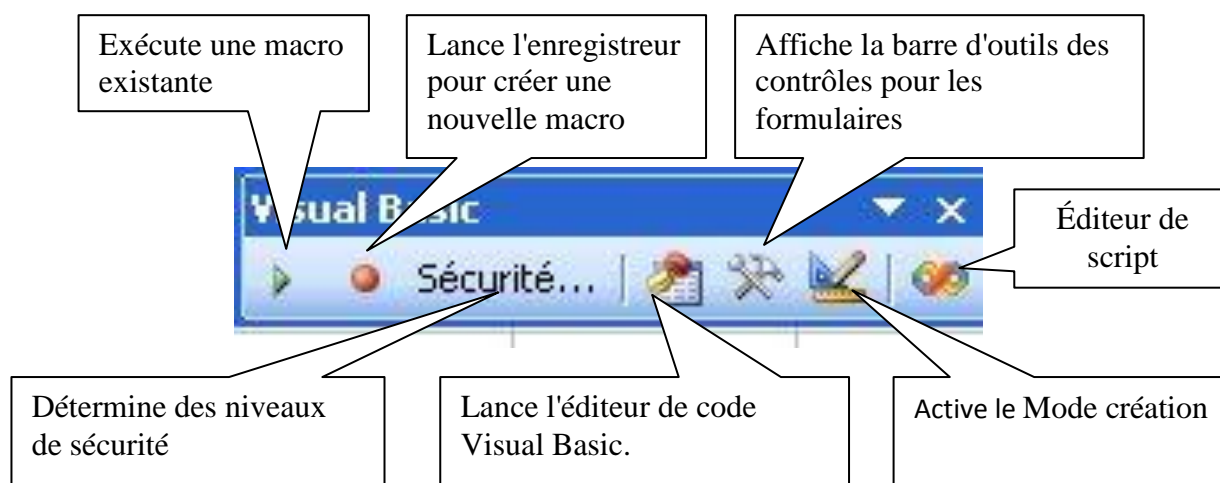 Exécute une macro
existante
Lance l'enregistreur
pour créer une
nouvelle macro
Affiche la barre d'outils des
contrôles pour les
formulaires
Visual Basic
Éditeur de
script
Sécurité...
Détermine des niveaux
de sécurité
Lance l'éditeur de code
Visual Basic.
Active le Mode création